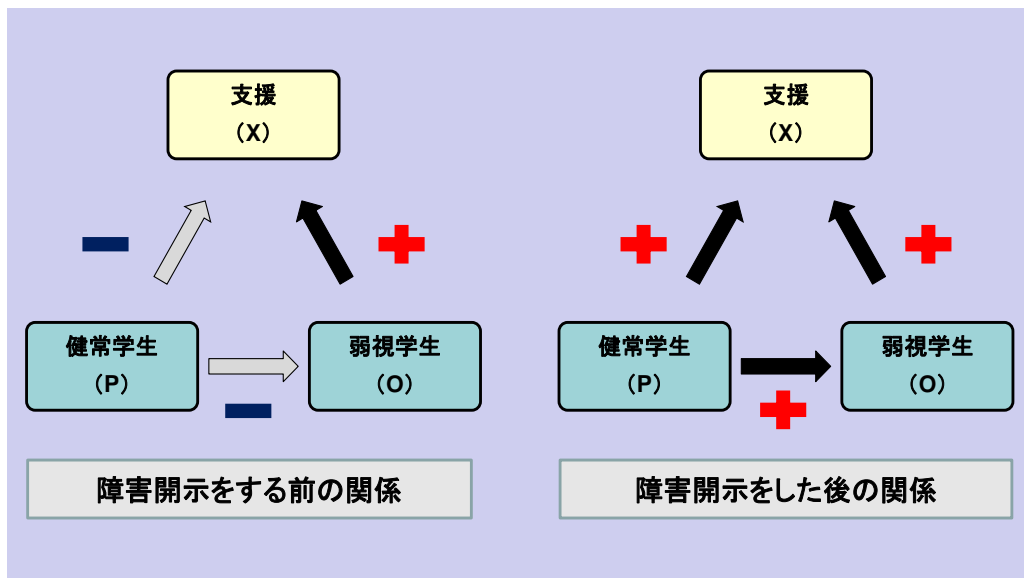 支援
（X）
健常学生
（P）
弱視学生
（O）
障害開示をする前の関係
支援
（X）
健常学生
（P）
弱視学生
（O）
障害開示をした後の関係